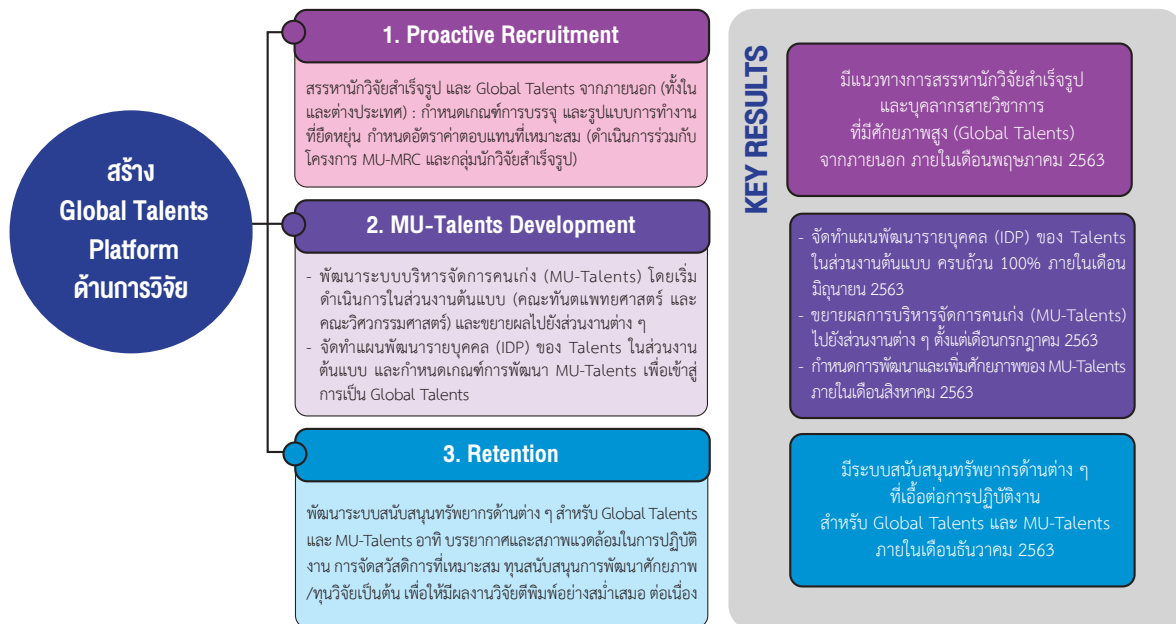 สร้าง
Global Talents
Platform
ด้านการวิจัย
1. Proactive Recruitment
สรรหานักวิจัยสำเร็จรูป และ Global Talents จากภายนอก (ทั้งใน
และต่างประเทศ) : กำหนดเกณฑ์การบรรจุ และรูปแบบการทำงาน
ที่ยืดหยุ่น กำหนดอัตราค่าตอบแทนที่เหมาะสม (ดำเนินการร่วมกับ
โครงการ MU-MRC และกลุ่มนักวิจัยสำเร็จรูป)
2. MU-Talents Development
- พัฒนาระบบบริหารจัดการคนเก่ง (MU-Talents) โดยเริ่ม
ดำเนินการในส่วนงานต้นแบบ (คณะทันตแพทยศาสตร์ และ
คณะวิศวกรรมศาสตร์) และขยายผลไปยังส่วนงานต่าง ๆ
- จัดทำแผนพัฒนารายบุคคล (IDP) ของ Talents ในส่วนงาน
ต้นแบบ และกำหนดเกณฑ์การพัฒนา MU-Talents เพื่อเข้าสู่
การเป็น Global Talents
3. Retention
พัฒนาระบบสนับสนุนทรัพยากรด้านต่าง ๆ สำหรับ Global Talents
และ MU-Talents อาทิ บรรยากาศและสภาพแวดล้อมในการปฏิบัติ
งาน การจัดสวัสดิการที่เหมาะสม ทุนสนับสนุนการพัฒนาศักยภาพ
/ทุนวิจัยเป็นต้น เพื่อให้มีผลงานวิจัยตีพิมพ์อย่างสม่ำเสมอ ต่อเนื่อง
KEY RESULTS
มีแนวทางการสรรหานักวิจัยสำเร็จรูป
และบุคลากรสายวิชาการ
ที่มีศักยภาพสูง (Global Talents)
จากภายนอก ภายในเดือนพฤษภาคม 2563
- จัดทำแผนพัฒนารายบุคคล (IDP) ของ Talents
ในส่วนงานต้นแบบ ครบถ้วน 100% ภายในเดือน
มิถุนายน 2563
- ขยายผลการบริหารจัดการคนเก่ง (MU-Talents)
ไปยังส่วนงานต่าง ๆ ตั้งแต่เดือนกรกฎาคม 2563
- กำหนดการพัฒนาและเพิ่มศักยภาพของ MU-Talents
ภายในเดือนสิงหาคม 2563
มีระบบสนับสนุนทรัพยากรด้านต่าง ๆ
ที่เอื้อต่อการปฏิบัติงาน
สำหรับ Global Talents และ MU-Talents
ภายในเดือนธันวาคม 2563